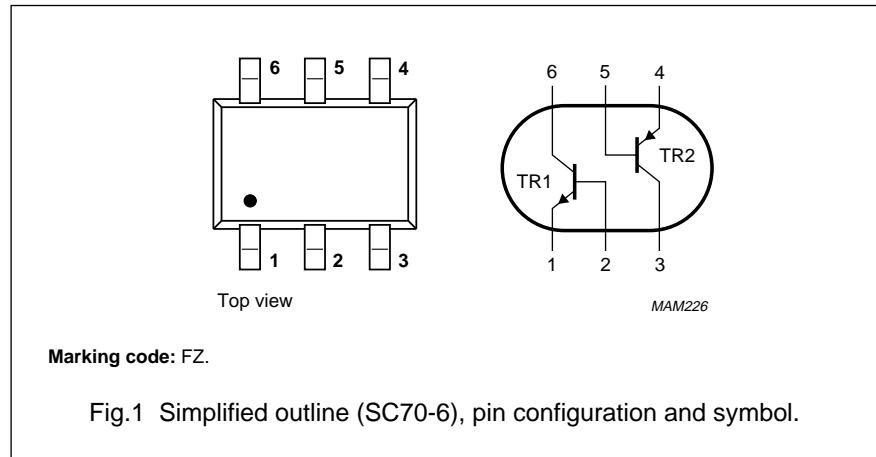 6 5 4
1 2 3
Top view
6 5 4
TR1
TR2
1 2 3
MAM226
Marking code: FZ.
Fig.1 Simplified outline (SC70-6), pin configuration and symbol.